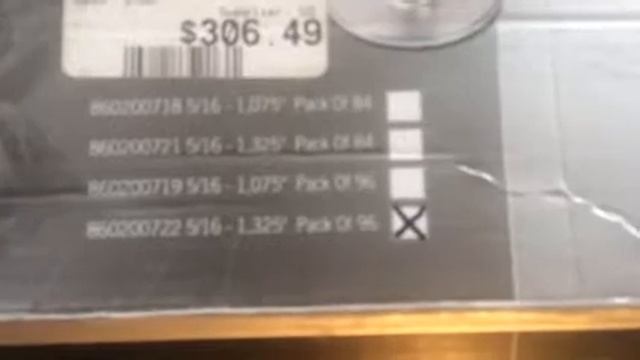 $306.49
860200718 5/16 - 1,075" Pack Of 84
860200721 5/16 - 1,325" Pack Of 84
860200719 5/16 - 1,075" Pack Of 96
860200722 5/16 - 1,325" Pack Of 96